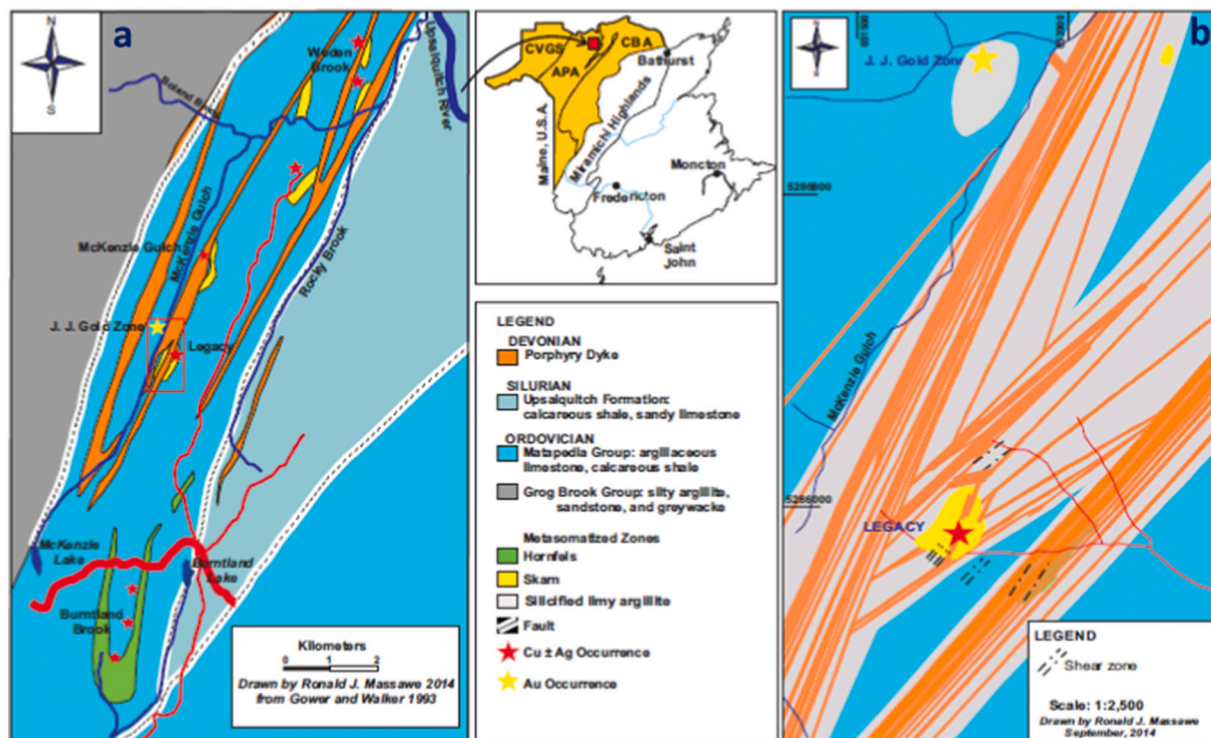 a
N
S
Weden
Brook
Boland Brook
Upsalquitch
River
McKenzie Gulch
McKenzie Gulch
Rocky Brook
J. J. Gold Zone
Legacy
McKenzie
Lake
Burntland
Lake
Burntland
Brook
Kilometers
0 1 2
Drawn by Ronald J. Massawe 2014
from Gower and Walker 1993
CVGS
CBA
APA
Bathurst
Maine, U.S.A.
Miramichi Highlands
Moncton
Fredericton
Saint
John
LEGEND
DEVONIAN
Porphyry Dyke
SILURIAN
Upsalquitch Formation:
calcareous shale, sandy limestone
ORDOVICIAN
Matapedia Group: argillaceous
limestone, calcareous shale
Grog Brook Group: silty argillite,
sandstone, and greywacke
Metasomatized Zones
Hornfels
Skarn
Silicified limy argillite
Fault
Cu ± Ag Occurrence
Au Occurrence
b
J. J. Gold Zone
5286800
McKenzie Gulch
5286000
LEGACY
LEGEND
Shear zone
Scale: 1:2,500
Drawn by Ronald J. Massawe
September, 2014